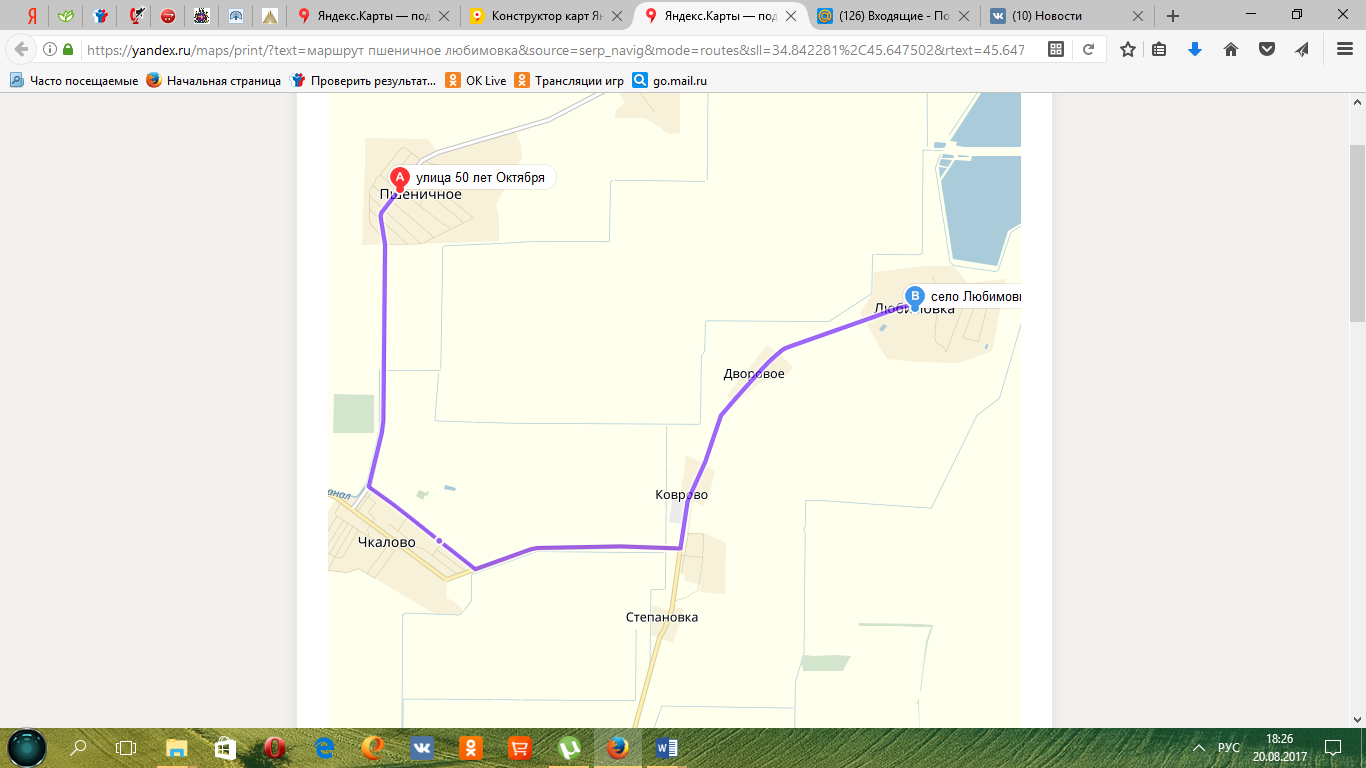 Яндекс.Карты — под
Конструктор карт Ян
Яндекс.Карты — под
(126) Входящие - По
(10) Новости
https://yandex.ru/maps/print/?text=маршрут пшеничное любимовка&source=serp_navig&mode=routes&sll=34.842281%2C45.647502&rtext=45.647
Часто посещаемые
Начальная страница
Проверить результат...
OK Live
Трансляции игр
go.mail.ru
A улица 50 лет Октября
Пшеничное
B село Любимовк
Любимовка
Дворовое
Коврово
Чкалово
Степановка
РУС
18:26
20.08.2017